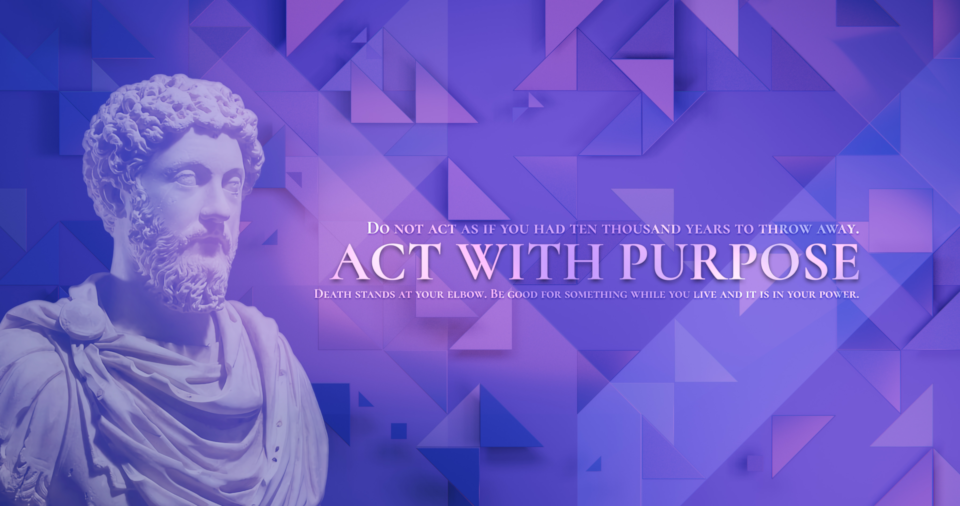 Do not act as if you had ten thousand years to throw away.
ACT WITH PURPOSE
Death stands at your elbow. Be good for something while you live and it is in your power.